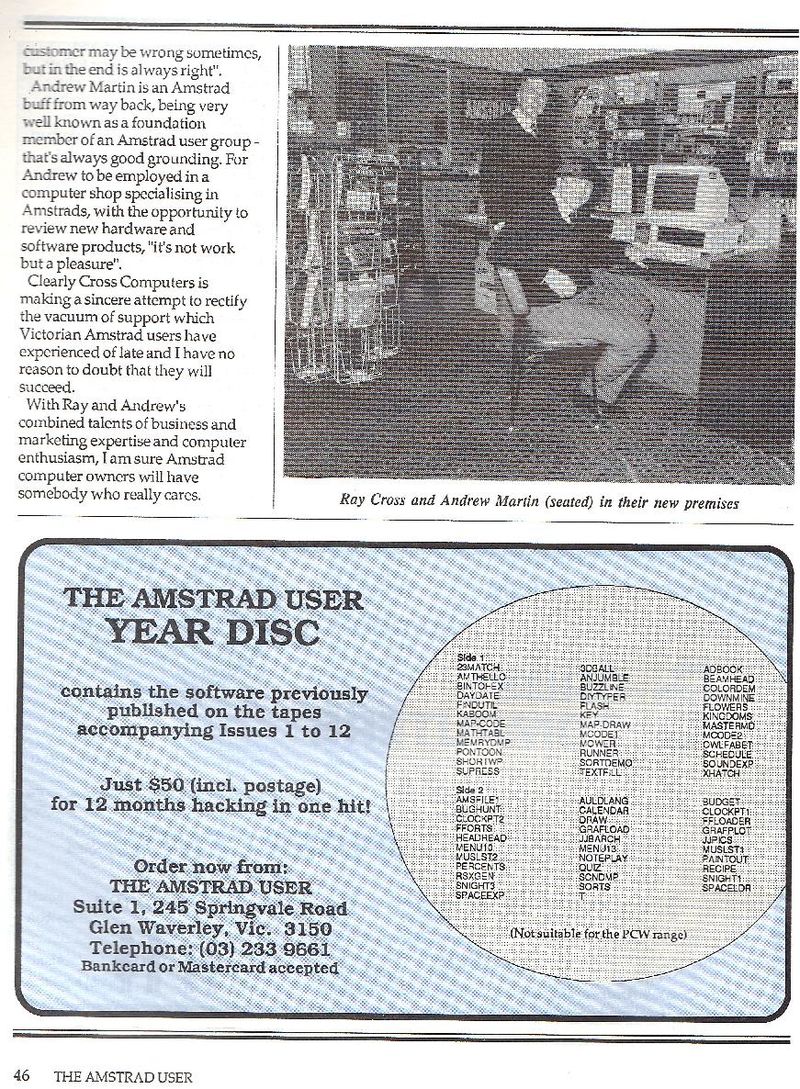 customer may be wrong sometimes,
but in the end is always right".
Andrew Martin is an Amstrad
buff from way back, being very
well known as a foundation
member of an Amstrad user group -
that's always good grounding. For
Andrew to be employed in a
computer shop specialising in
Amstrads, with the opportunity to
review new hardware and
software products, "it's not work
but a pleasure".
Clearly Cross Computers is
making a sincere attempt to rectify
the vacuum of support which
Victorian Amstrad users have
experienced of late and I have no
reason to doubt that they will
succeed.
With Ray and Andrew's
combined talents of business and
marketing expertise and computer
enthusiasm, I am sure Amstrad
computer owners will have
somebody who really cares.
Ray Cross and Andrew Martin (seated) in their new premises
THE AMSTRAD USER
YEAR DISC
contains the software previously
published on the tapes
accompanying Issues 1 to 12
Just $50 (incl. postage)
for 12 months hacking in one hit!
Order now from:
THE AMSTRAD USER
Suite 1, 245 Springvale Road
Glen Waverley, Vic. 3150
Telephone: (03) 233 9661
Bankcard or Mastercard accepted
Side 1
23MATCH 3DBALL ADBOOK
AMTHELLO ANJUMBLE BEAMHEAD
BINTOHEX BUZZLINE COLORDEM
DAYDATE DIYTYPER DOWNMINE
FINDUTIL FLASH FLOWERS
KABOOM KEY KINGDOMS
MAP-CODE MAP-DRAW MASTERMD
MATHTABL MCODE1 MCODE2
MEMRYDMP MOWER OWLFABET
PONTOON RUNNER SCHEDULE
SHORTWP SORTDEMO SOUNDEXP
SUPRESS TEXTFILL XHATCH
Side 2
AMSFILE1 AULDLANG BUDGET
BUGHUNT CALENDAR CLOCKPT1
CLOCKPT2 DRAW FFLOADER
FFORTS GRAFLOAD GRAFPLOT
HEADREAD JJBARCH JJPICS
MENU10 MENU13 MUSLST1
MUSLST2 NOTEPLAY PAINTOUT
PERCENTS QUIZ RECIPE
RSXGEN SCNDMP SNIGHT1
SNIGHT3 SORTS SPACELDR
SPACEEXP T
(Not suitable for the PCW range)
46 THE AMSTRAD USER